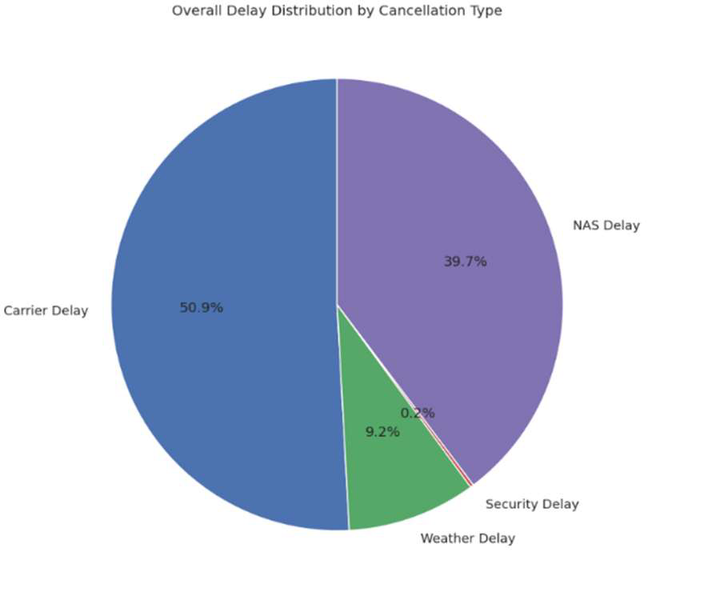 Overall Delay Distribution by Cancellation Type
NAS Delay
39.7%
Carrier Delay
50.9%
0.2%
9.2%
Security Delay
Weather Delay